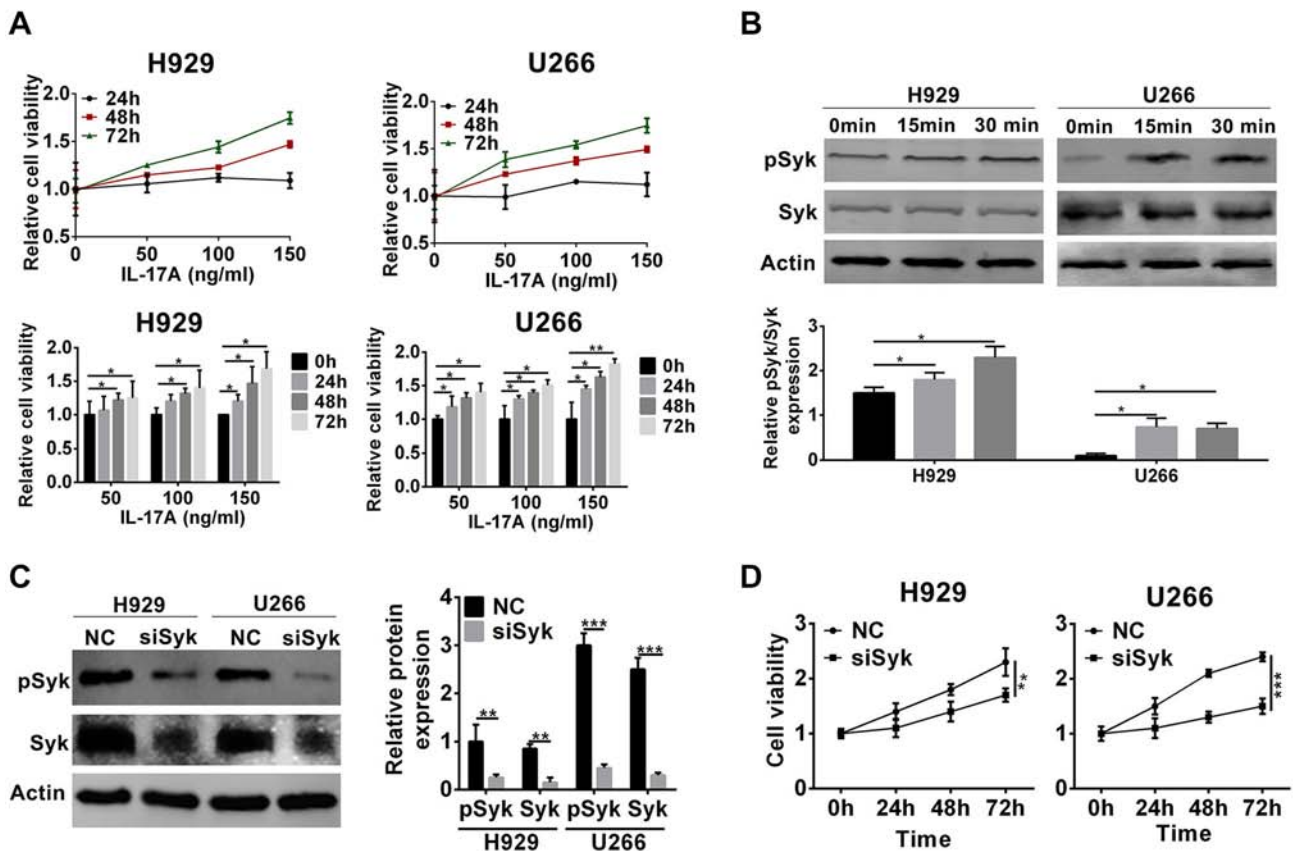 A
H929
Relative cell viability
2.0
1.5
1.0
0.5
24h
48h
72h
0 50 100 150
IL-17A (ng/ml)
U266
Relative cell viability
2.0
1.5
1.0
0.5
24h
48h
72h
0 50 100 150
IL-17A (ng/ml)
H929
Relative cell viability
2.0
1.5
1.0
0.5
0.0
* * * * * * *
0h
24h
48h
72h
50 100 150
IL-17A (ng/ml)
U266
Relative cell viability
2.0
1.5
1.0
0.5
0.0
* * * * * * ** * *
0h
24h
48h
72h
50 100 150
IL-17A (ng/ml)
B
H929 U266
0min 15min 30 min 0min 15min 30 min
pSyk
Syk
Actin
Relative pSyk/Syk
expression
3
2
1
0
* * * *
H929 U266
C
H929 U266
NC siSyk NC siSyk
pSyk
Syk
Actin
Relative protein
expression
4
3
2
1
0
NC
siSyk
** ** *** ***
pSyk Syk pSyk Syk
H929 U266
D
H929
Cell viability
3
2
1
0
NC
siSyk
**
0h 24h 48h 72h
Time
U266
3
2
1
0
NC
siSyk
***
0h 24h 48h 72h
Time